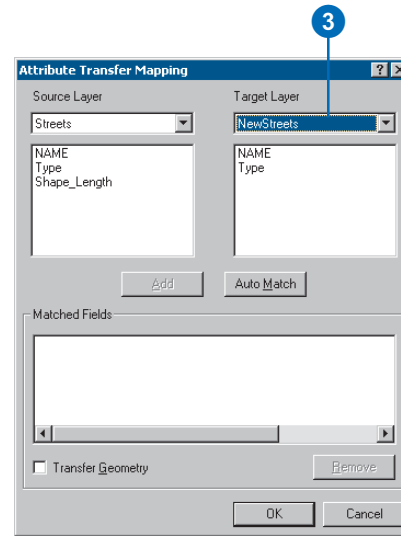 3
Attribute Transfer Mapping
Source Layer Target Layer
Streets NewStreets
NAME NAME
Type Type
Shape_Length
Add Auto Match
Matched Fields
Transfer Geometry Remove
OK Cancel